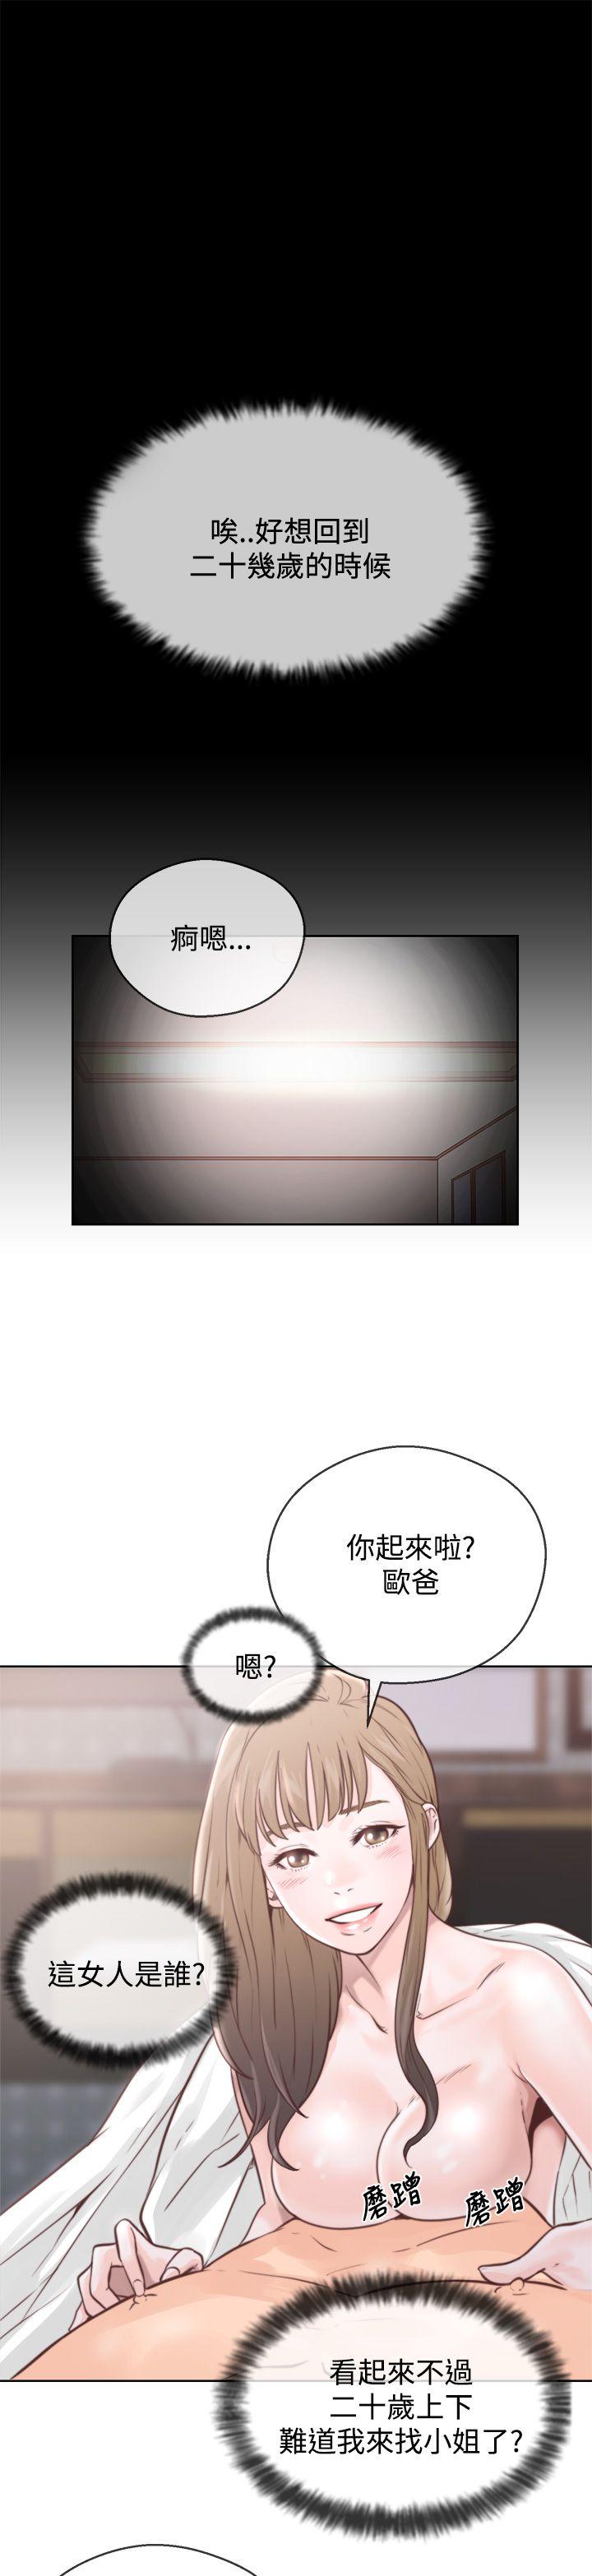 唉..好想回到
二十幾歲的時候
痾嗯...
你起來啦?
歐爸
嗯?
這女人是誰?
磨蹭
磨蹭
看起來不過
二十歲上下
難道我來找小姐了?